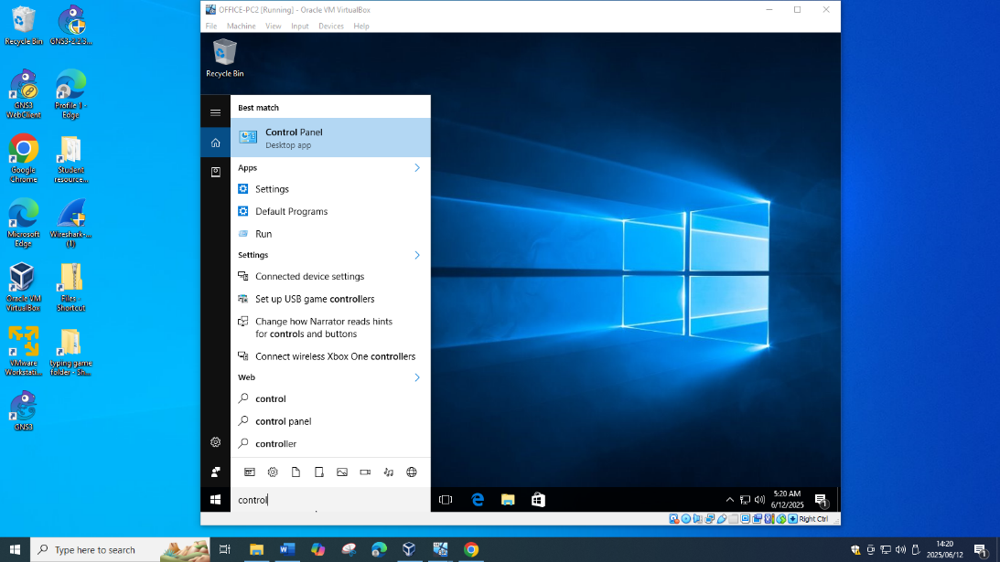 OFFICE-PC2 [Running] - Oracle VM VirtualBox
File Machine View Input Devices Help
Recycle Bin
GNS3-2.2.3...
GNS3
WebClient
Profile 1 -
Edge
Google
Chrome
Student
resource...
Microsoft
Edge
Wireshark-...
Oracle VM
VirtualBox
Files -
Shortcut
VMware
Workstati...
typing game
folder - Sh...
GNS3
Recycle Bin
Best match
Control Panel
Desktop app
Apps
Settings
Default Programs
Run
Settings
Connected device settings
Set up USB game controllers
Change how Narrator reads hints
for controls and buttons
Connect wireless Xbox One controllers
Web
control
control panel
controller
control
5:20 AM
6/12/2025
1
Right Ctrl
Type here to search
14:20
2025/06/12
1